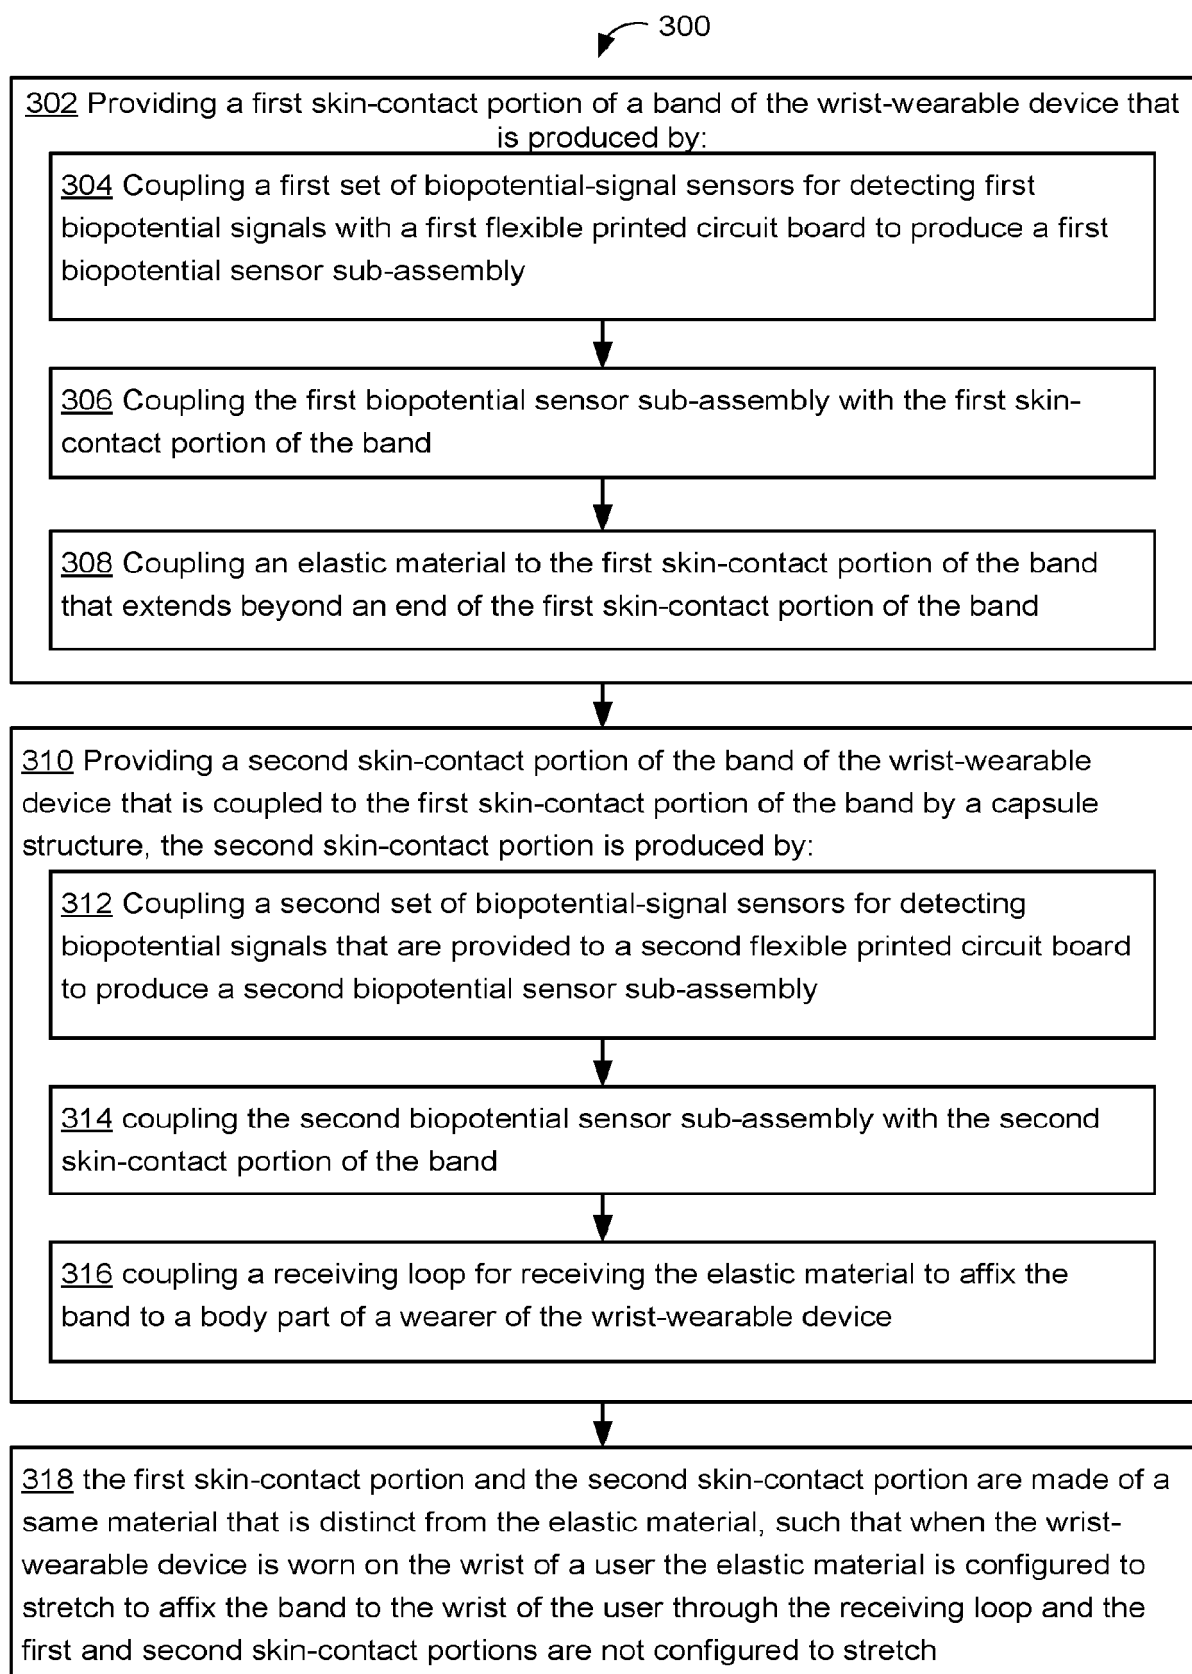 300
302 Providing a first skin-contact portion of a band of the wrist-wearable device that
is produced by:
304 Coupling a first set of biopotential-signal sensors for detecting first
biopotential signals with a first flexible printed circuit board to produce a first
biopotential sensor sub-assembly
306 Coupling the first biopotential sensor sub-assembly with the first skin-
contact portion of the band
308 Coupling an elastic material to the first skin-contact portion of the band
that extends beyond an end of the first skin-contact portion of the band
310 Providing a second skin-contact portion of the band of the wrist-wearable
device that is coupled to the first skin-contact portion of the band by a capsule
structure, the second skin-contact portion is produced by:
312 Coupling a second set of biopotential-signal sensors for detecting
biopotential signals that are provided to a second flexible printed circuit board
to produce a second biopotential sensor sub-assembly
314 coupling the second biopotential sensor sub-assembly with the second
skin-contact portion of the band
316 coupling a receiving loop for receiving the elastic material to affix the
band to a body part of a wearer of the wrist-wearable device
318 the first skin-contact portion and the second skin-contact portion are made of a
same material that is distinct from the elastic material, such that when the wrist-
wearable device is worn on the wrist of a user the elastic material is configured to
stretch to affix the band to the wrist of the user through the receiving loop and the
first and second skin-contact portions are not configured to stretch